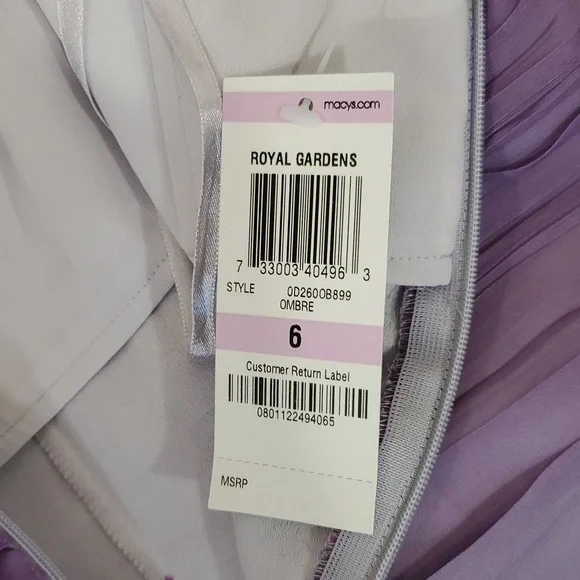 macys.com
ROYAL GARDENS
7 33003 40496 3
STYLE 0D2600B899
OMBRE
6
Customer Return Label
0801122494065
MSRP